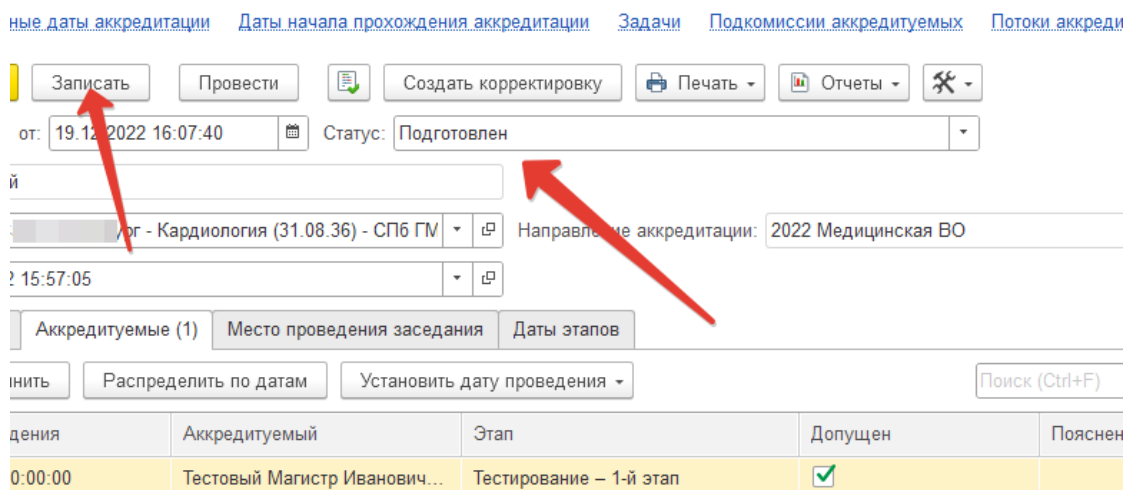 ные даты аккредитации Даты начала прохождения аккредитации Задачи Подкомиссии аккредитуемых Потоки аккреди
Записать Провести Создать корректировку Печать Отчеты
от: 19.12.2022 16:07:40 Статус: Подготовлен
й
ог - Кардиология (31.08.36) - СПб ГМ Направление аккредитации: 2022 Медицинская ВО
2 15:57:05
Аккредитуемые (1) Место проведения заседания Даты этапов
нить Распределить по датам Установить дату проведения Поиск (Ctrl+F)
дения Аккредитуемый Этап Допущен Пояснен
0:00:00 Тестовый Магистр Иванович... Тестирование – 1-й этап